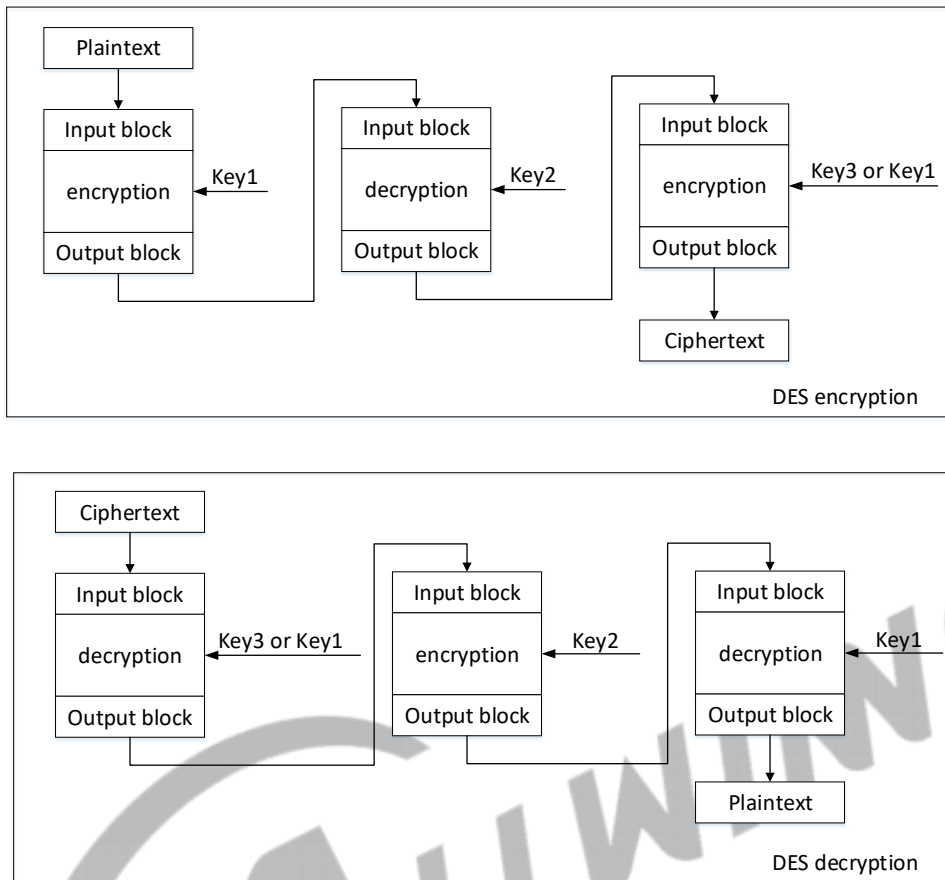 Plaintext
Input block
encryption
Output block
Key1
Input block
decryption
Output block
Key2
Input block
encryption
Output block
Key3 or Key1
Ciphertext
DES encryption
Ciphertext
Input block
decryption
Output block
Key3 or Key1
Input block
encryption
Output block
Key2
Input block
decryption
Output block
Key1
Plaintext
DES decryption